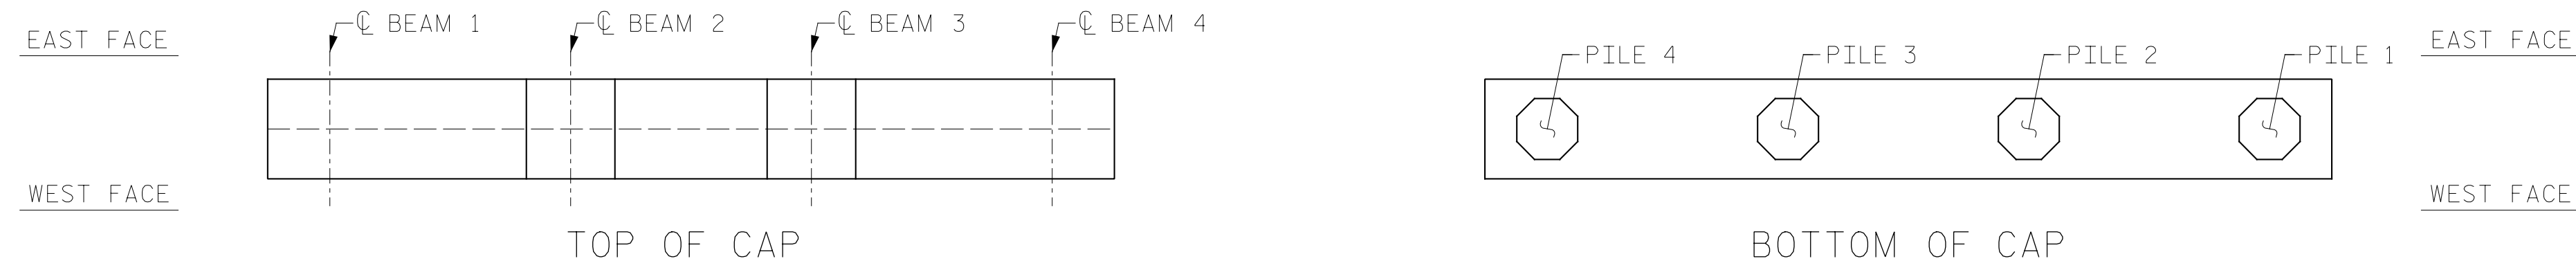 ℄ BEAM 1
℄ BEAM 2
℄ BEAM 3
℄ BEAM 4
EAST FACE
WEST FACE
TOP OF CAP
PILE 4
PILE 3
PILE 2
PILE 1
EAST FACE
WEST FACE
BOTTOM OF CAP